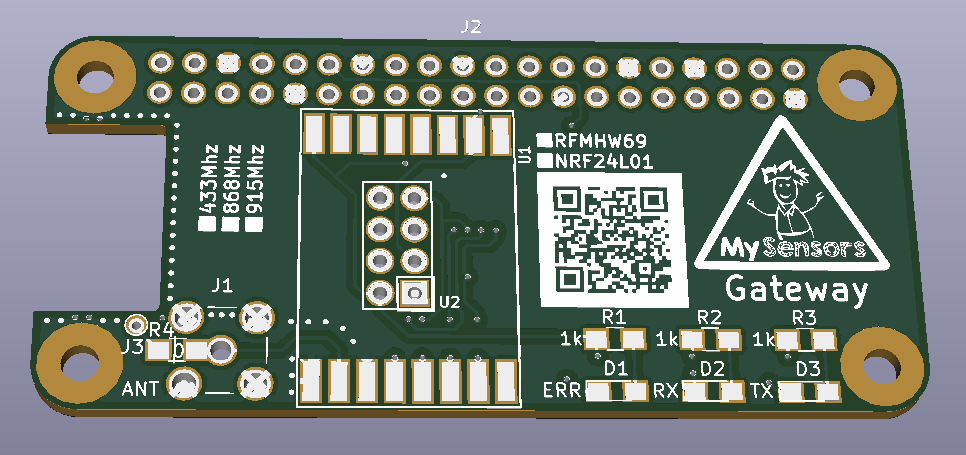 J2
U1
RFMHW69
NRF24L01
433Mhz
868Mhz
915Mhz
MySensors
Gateway
J1
U2
R4
J3
0
ANT
R1
R2
R3
1k
1k
1k
D1
D2
D3
ERR
RX
TX